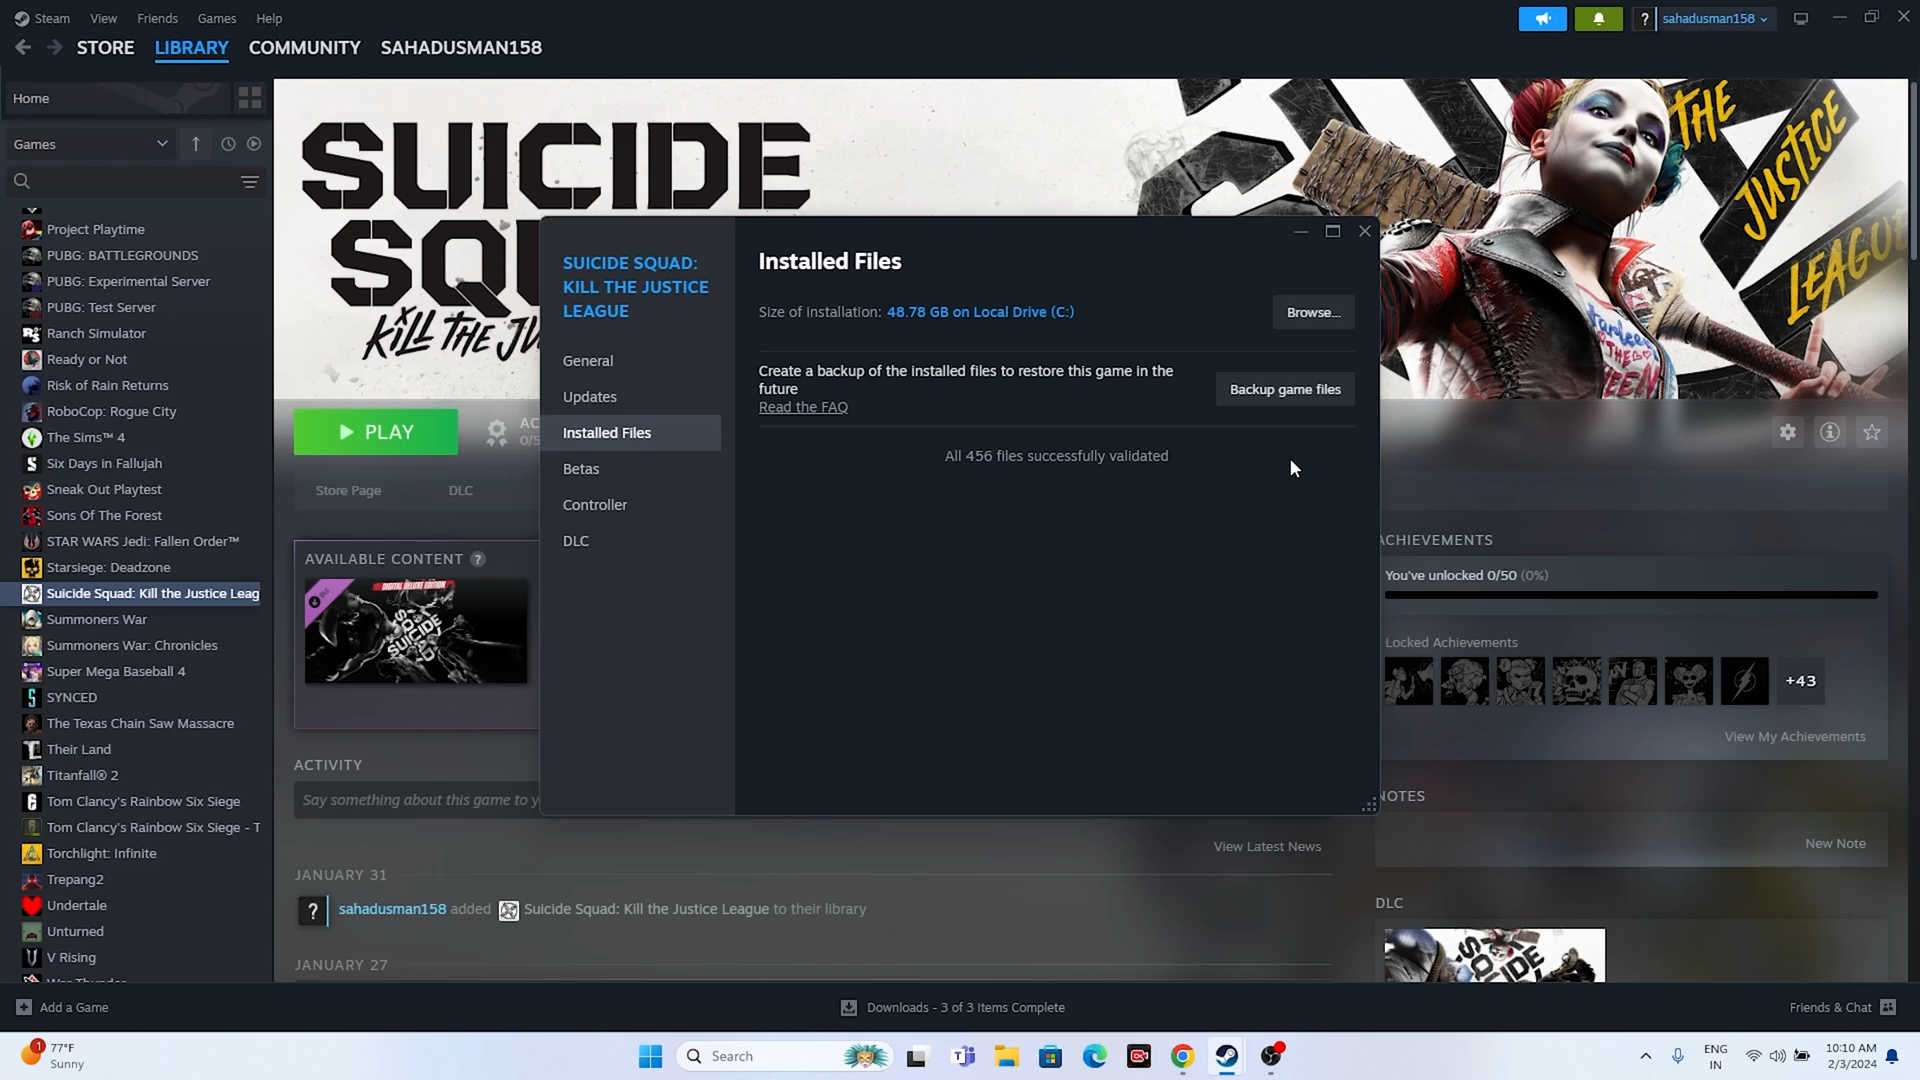 Steam View Friends Games Help
sahadusman158
STORE LIBRARY COMMUNITY SAHADUSMAN158
Home
Games
Project Playtime
PUBG: BATTLEGROUNDS
PUBG: Experimental Server
PUBG: Test Server
Ranch Simulator
Ready or Not
Risk of Rain Returns
RoboCop: Rogue City
The Sims™ 4
Six Days in Fallujah
Sneak Out Playtest
Sons Of The Forest
STAR WARS Jedi: Fallen Order™
Starsiege: Deadzone
Suicide Squad: Kill the Justice Leag
Summoners War
Summoners War: Chronicles
Super Mega Baseball 4
SYNCED
The Texas Chain Saw Massacre
Their Land
Titanfall® 2
Tom Clancy's Rainbow Six Siege
Tom Clancy's Rainbow Six Siege - T
Torchlight: Infinite
Trepang2
Undertale
Unturned
V Rising
SUICIDE
SQU
KILL THE JU
THE
JUSTICE
LEAGUE
PLAY
AC
0/5
Store Page DLC
AVAILABLE CONTENT ?
DIGITAL DELUXE EDITION
SUICIDE SQUAD
ACTIVITY
Say something about this game to y
View Latest News
JANUARY 31
sahadusman158 added Suicide Squad: Kill the Justice League to their library
JANUARY 27
SUICIDE SQUAD:
KILL THE JUSTICE
LEAGUE
General
Updates
Installed Files
Betas
Controller
DLC
Installed Files
Size of installation: 48.78 GB on Local Drive (C:)
Browse...
Create a backup of the installed files to restore this game in the
future
Read the FAQ
Backup game files
All 456 files successfully validated
ACHIEVEMENTS
You've unlocked 0/50 (0%)
Locked Achievements
+43
View My Achievements
NOTES
New Note
DLC
Add a Game
Downloads - 3 of 3 Items Complete
Friends & Chat
1
77°F
Sunny
Search
ENG
IN
10:10 AM
2/3/2024